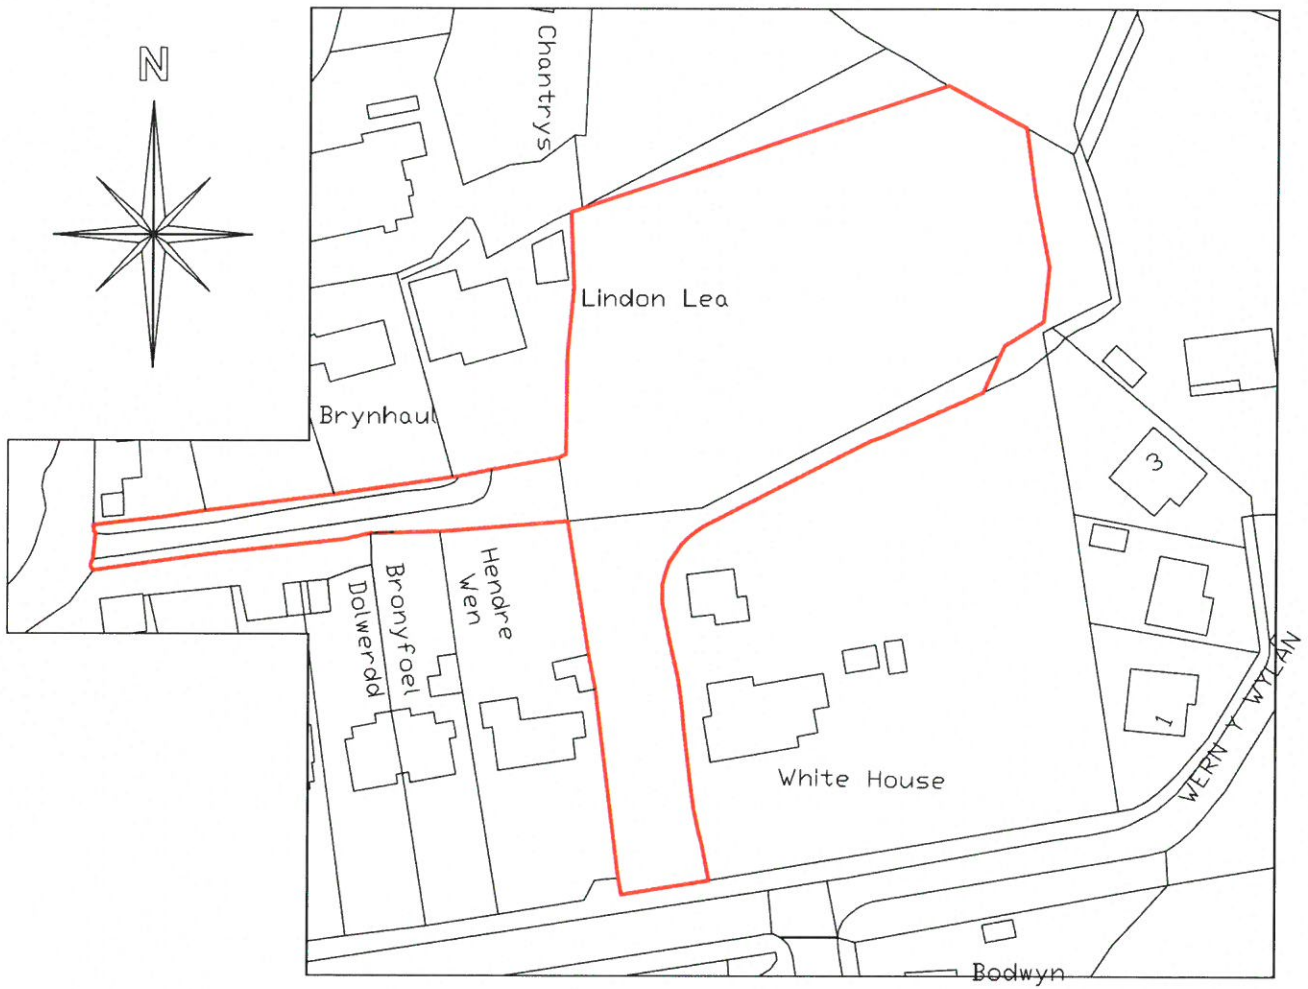 N
Chantrys
Lindon Lea
Brynhaul
3
Hendre
Wen
Bronyfoel
Dolwerdd
WERN Y WYLAN
1
White House
Bodwyn